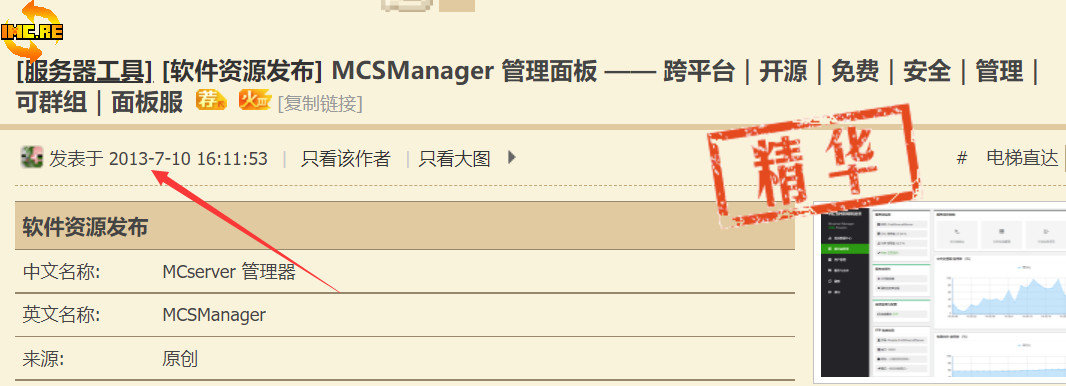 IMC.RE
[服务器工具] [软件资源发布] MCSManager 管理面板 —— 跨平台｜开源｜免费｜安全｜管理｜
可群组｜面板服 荐 火 [复制链接]
发表于 2013-7-10 16:11:53 | 只看该作者 | 只看大图
# 电梯直达
精华
软件资源发布
中文名称: MCserver 管理器
英文名称: MCSManager
来源: 原创